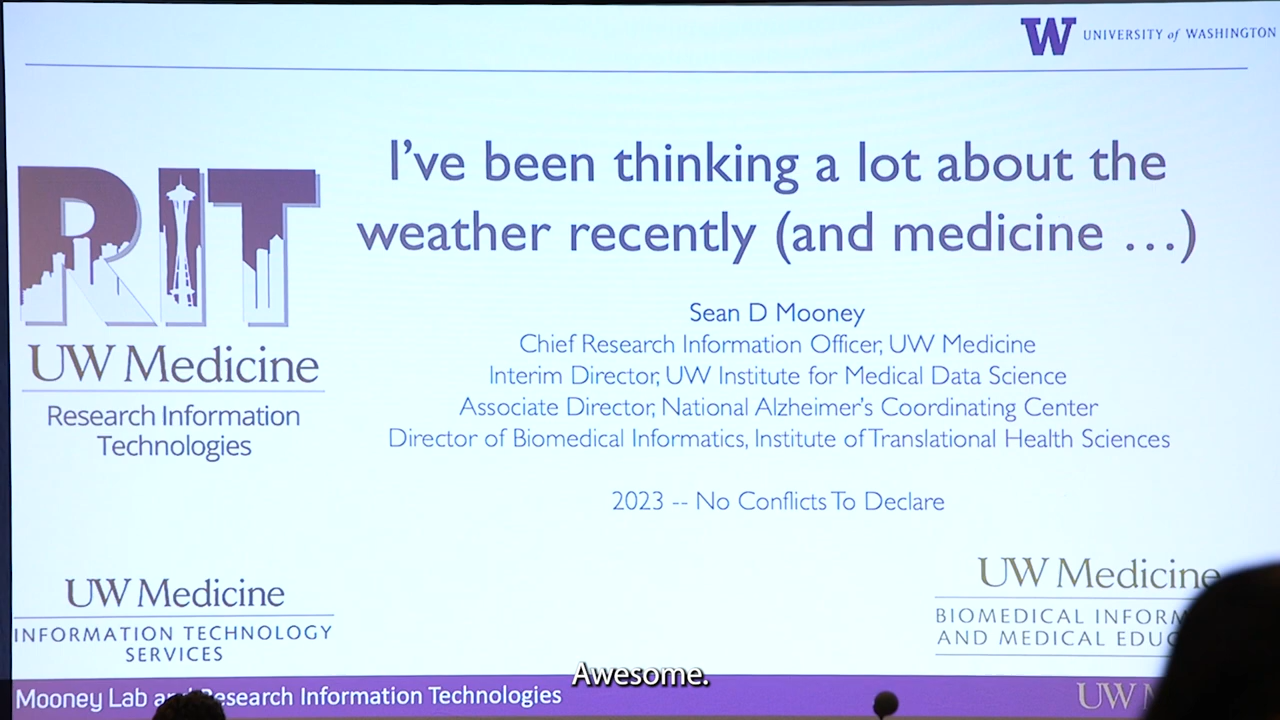 W UNIVERSITY of WASHINGTON
I've been thinking a lot about the
weather recently (and medicine …)
RIT
UW Medicine
Research Information
Technologies
Sean D Mooney
Chief Research Information Officer, UW Medicine
Interim Director, UW Institute for Medical Data Science
Associate Director, National Alzheimer's Coordinating Center
Director of Biomedical Informatics, Institute of Translational Health Sciences
2023 -- No Conflicts To Declare
UW Medicine
INFORMATION TECHNOLOGY
SERVICES
UW Medicine
BIOMEDICAL
AND MEDICAL
Awesome.
Mooney Lab Research Information Technologies
UW